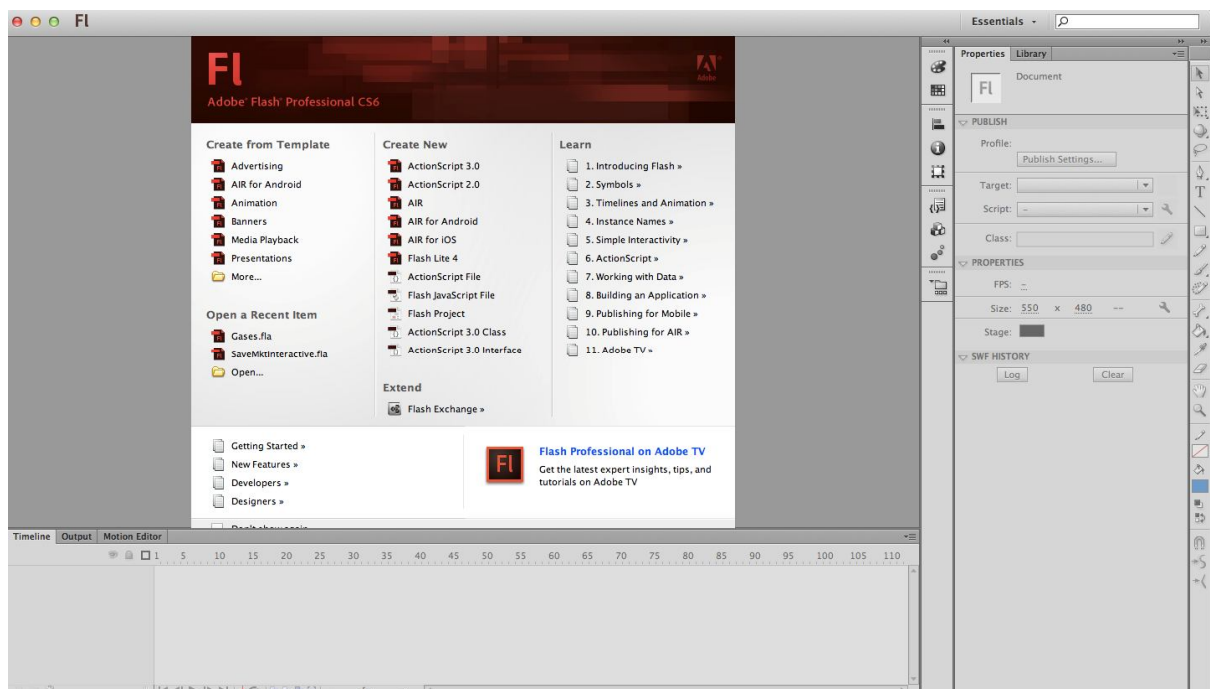 Fl
Essentials
Fl
Adobe
Adobe® Flash® Professional CS6
Create from Template
Advertising
AIR for Android
Animation
Banners
Media Playback
Presentations
More...
Open a Recent Item
Gases.fla
SaveMktInteractive.fla
Open...
Create New
ActionScript 3.0
ActionScript 2.0
AIR
AIR for Android
AIR for iOS
Flash Lite 4
ActionScript File
Flash JavaScript File
Flash Project
ActionScript 3.0 Class
ActionScript 3.0 Interface
Extend
Flash Exchange »
Learn
1. Introducing Flash »
2. Symbols »
3. Timelines and Animation »
4. Instance Names »
5. Simple Interactivity »
6. ActionScript »
7. Working with Data »
8. Building an Application »
9. Publishing for Mobile »
10. Publishing for AIR »
11. Adobe TV »
Getting Started »
New Features »
Developers »
Designers »
Don't show again
Fl
Flash Professional on Adobe TV
Get the latest expert insights, tips, and
tutorials on Adobe TV
Properties Library
Fl
Document
PUBLISH
Profile:
Publish Settings...
Target:
Script: -
Class:
PROPERTIES
FPS: -
Size: 550 x 480 --
Stage:
SWF HISTORY
Log Clear
T
Timeline Output Motion Editor
1 5 10 15 20 25 30 35 40 45 50 55 60 65 70 75 80 85 90 95 100 105 110